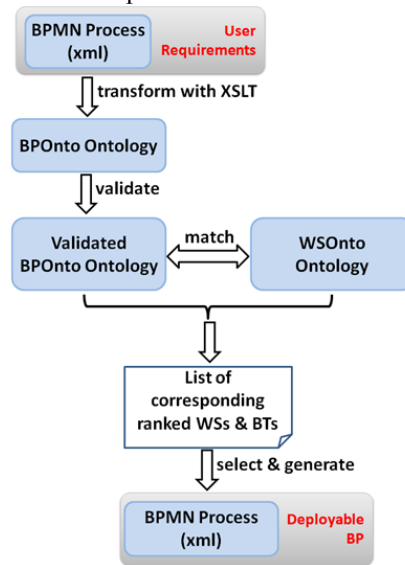 BPMN Process
(xml)
User
Requirements
transform with XSLT
BPOnto Ontology
validate
Validated
BPOnto Ontology
match
WSOnto
Ontology
List of
corresponding
ranked WSs & BTs
select & generate
BPMN Process
(xml)
Deployable
BP